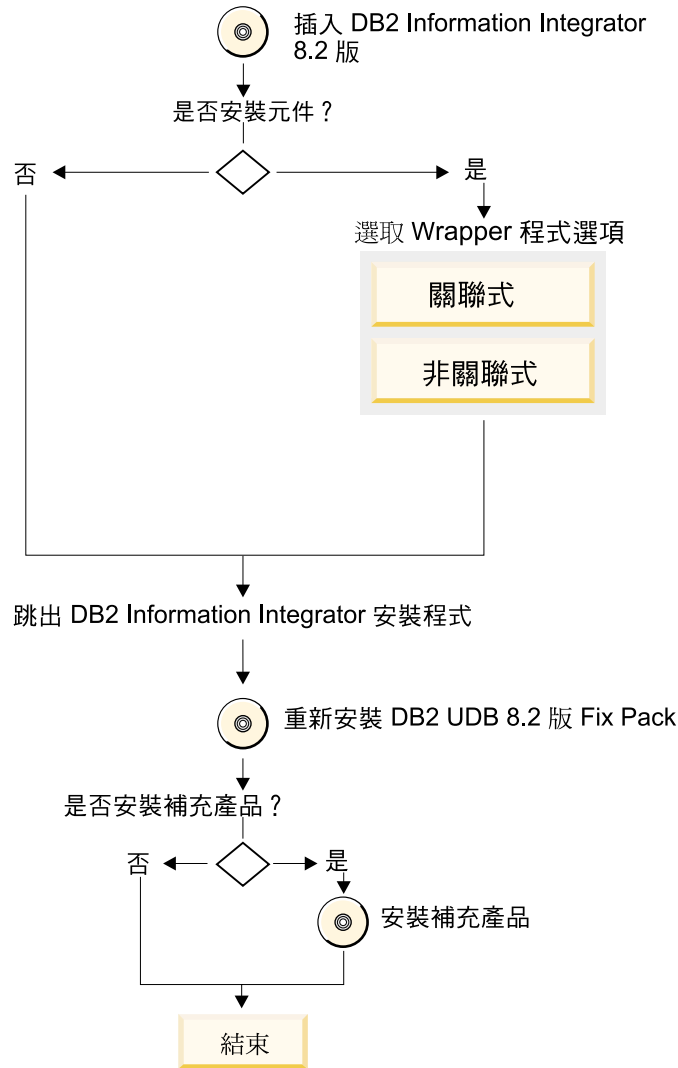 插入 DB2 Information Integrator
8.2 版
是否安裝元件？
否
是
選取 Wrapper 程式選項
關聯式
非關聯式
跳出 DB2 Information Integrator 安裝程式
重新安裝 DB2 UDB 8.2 版 Fix Pack
是否安裝補充產品？
否
是
安裝補充產品
結束